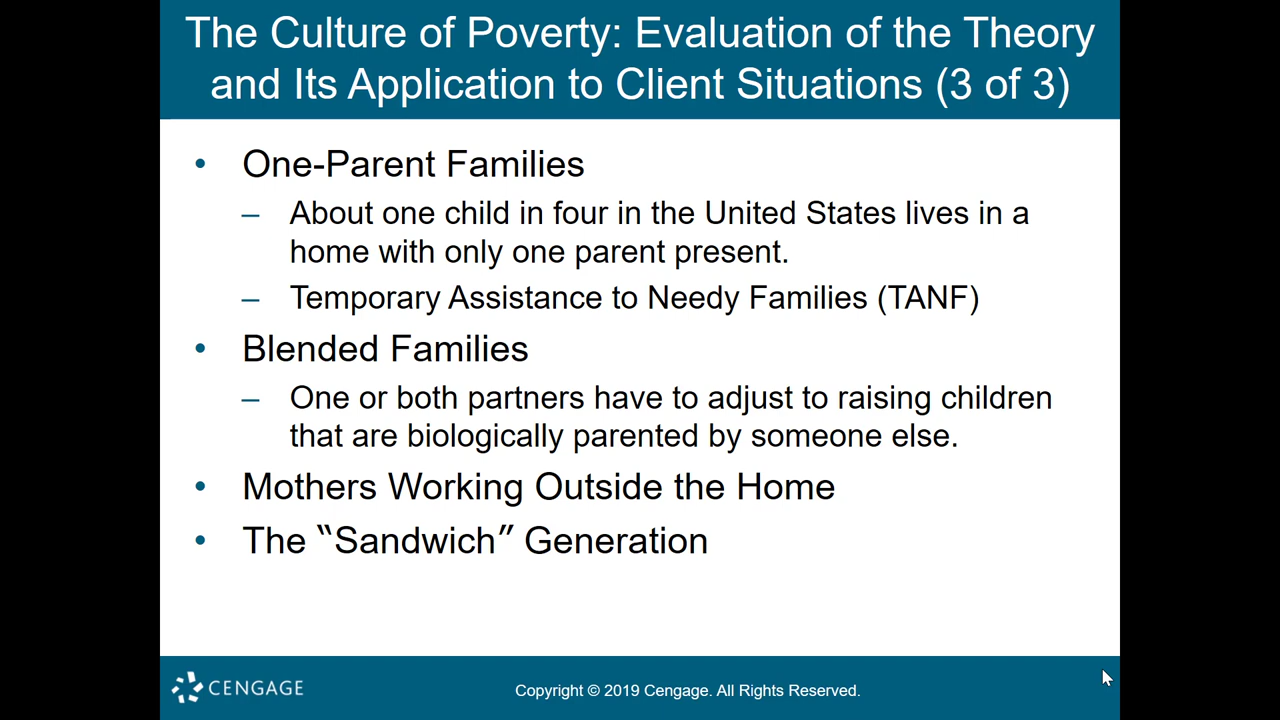 The Culture of Poverty: Evaluation of the Theory
and Its Application to Client Situations (3 of 3)
• One-Parent Families
– About one child in four in the United States lives in a
home with only one parent present.
– Temporary Assistance to Needy Families (TANF)
• Blended Families
– One or both partners have to adjust to raising children
that are biologically parented by someone else.
• Mothers Working Outside the Home
• The “Sandwich” Generation
CENGAGE
Copyright © 2019 Cengage. All Rights Reserved.